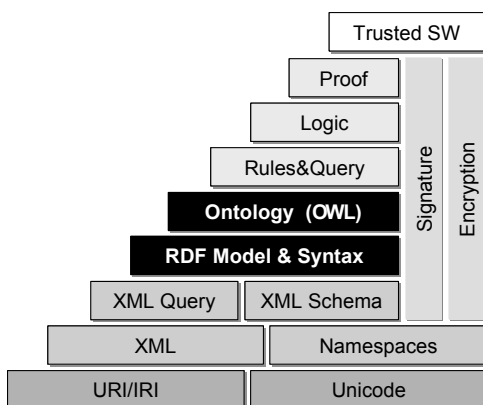 Trusted SW
Proof
Logic
Rules&Query
Ontology (OWL)
RDF Model & Syntax
Signature
Encryption
XML Query
XML Schema
XML
Namespaces
URI/IRI
Unicode